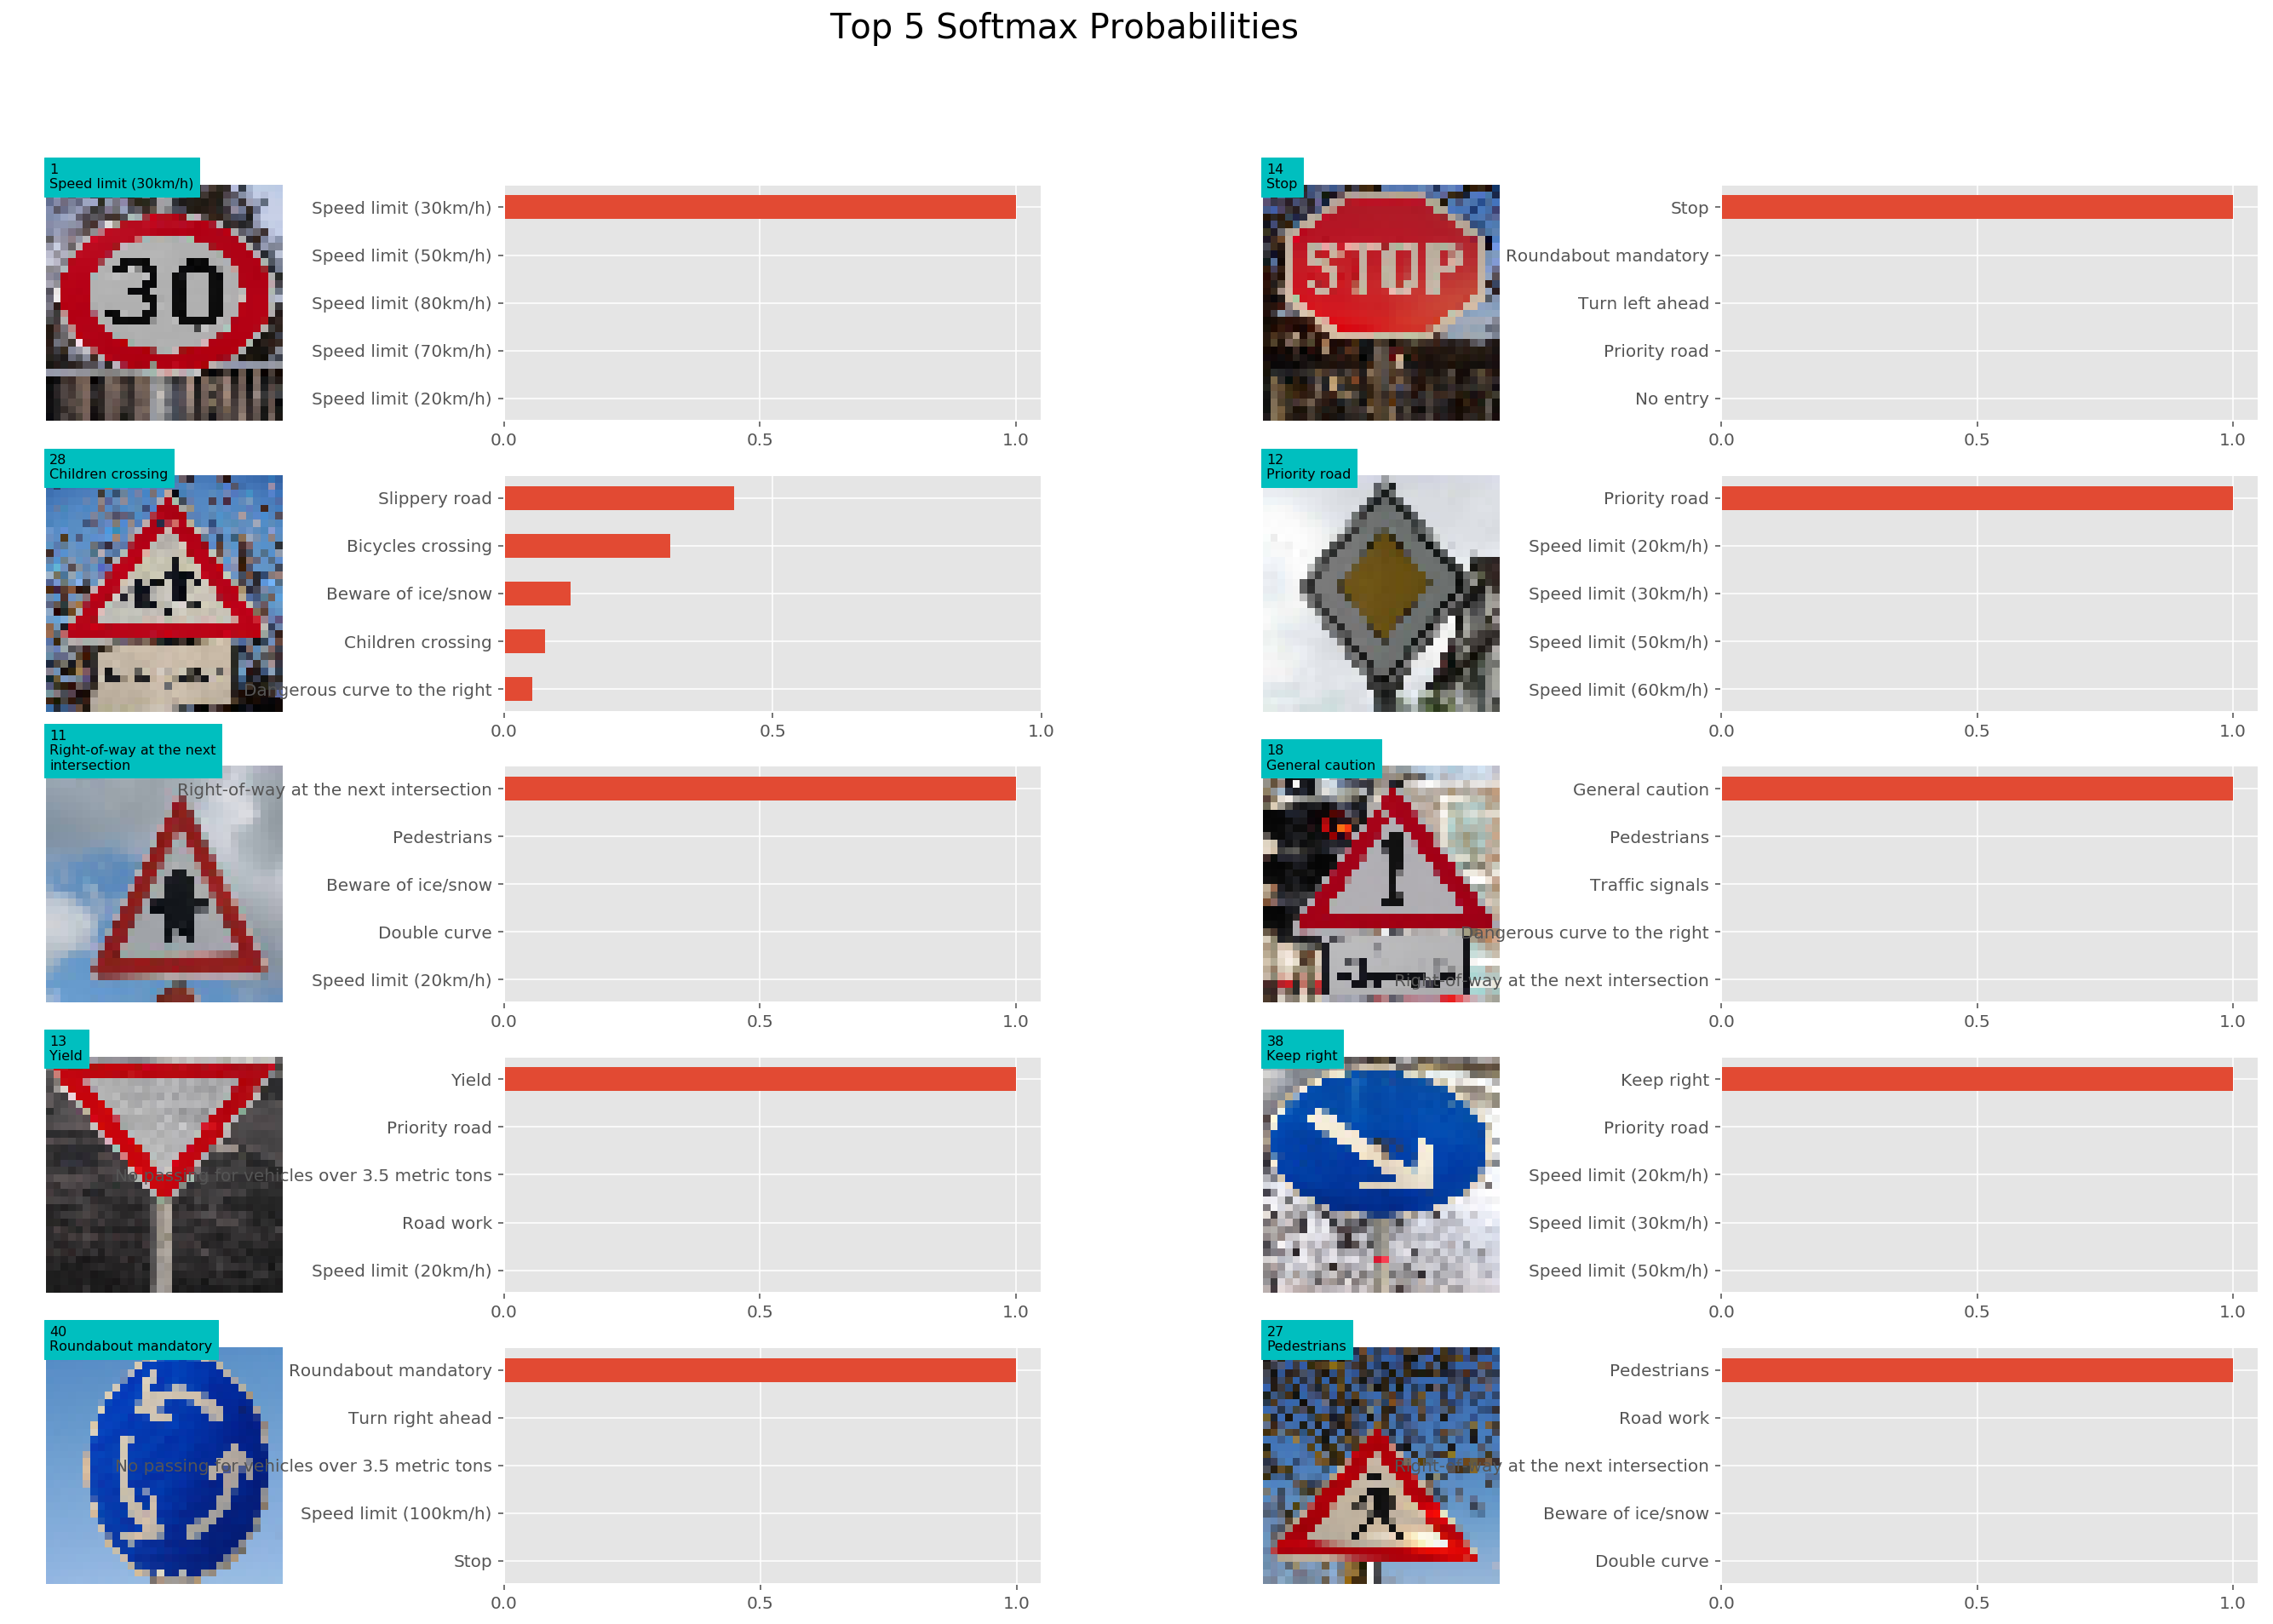 Top 5 Softmax Probabilities
1
Speed limit (30km/h)
30
Speed limit (30km/h)
Speed limit (50km/h)
Speed limit (80km/h)
Speed limit (70km/h)
Speed limit (20km/h)
0.0 0.5 1.0
14
Stop
STOP
Stop
Roundabout mandatory
Turn left ahead
Priority road
No entry
0.0 0.5 1.0
28
Children crossing
Slippery road
Bicycles crossing
Beware of ice/snow
Children crossing
Dangerous curve to the right
0.0 0.5 1.0
12
Priority road
Priority road
Speed limit (20km/h)
Speed limit (30km/h)
Speed limit (50km/h)
Speed limit (60km/h)
0.0 0.5 1.0
11
Right-of-way at the next
intersection
Right-of-way at the next intersection
Pedestrians
Beware of ice/snow
Double curve
Speed limit (20km/h)
0.0 0.5 1.0
18
General caution
General caution
Pedestrians
Traffic signals
Dangerous curve to the right
Right-of-way at the next intersection
0.0 0.5 1.0
13
Yield
Yield
Priority road
No passing for vehicles over 3.5 metric tons
Road work
Speed limit (20km/h)
0.0 0.5 1.0
38
Keep right
Keep right
Priority road
Speed limit (20km/h)
Speed limit (30km/h)
Speed limit (50km/h)
0.0 0.5 1.0
40
Roundabout mandatory
Roundabout mandatory
Turn right ahead
No passing for vehicles over 3.5 metric tons
Speed limit (100km/h)
Stop
0.0 0.5 1.0
27
Pedestrians
Pedestrians
Road work
Right-of-way at the next intersection
Beware of ice/snow
Double curve
0.0 0.5 1.0